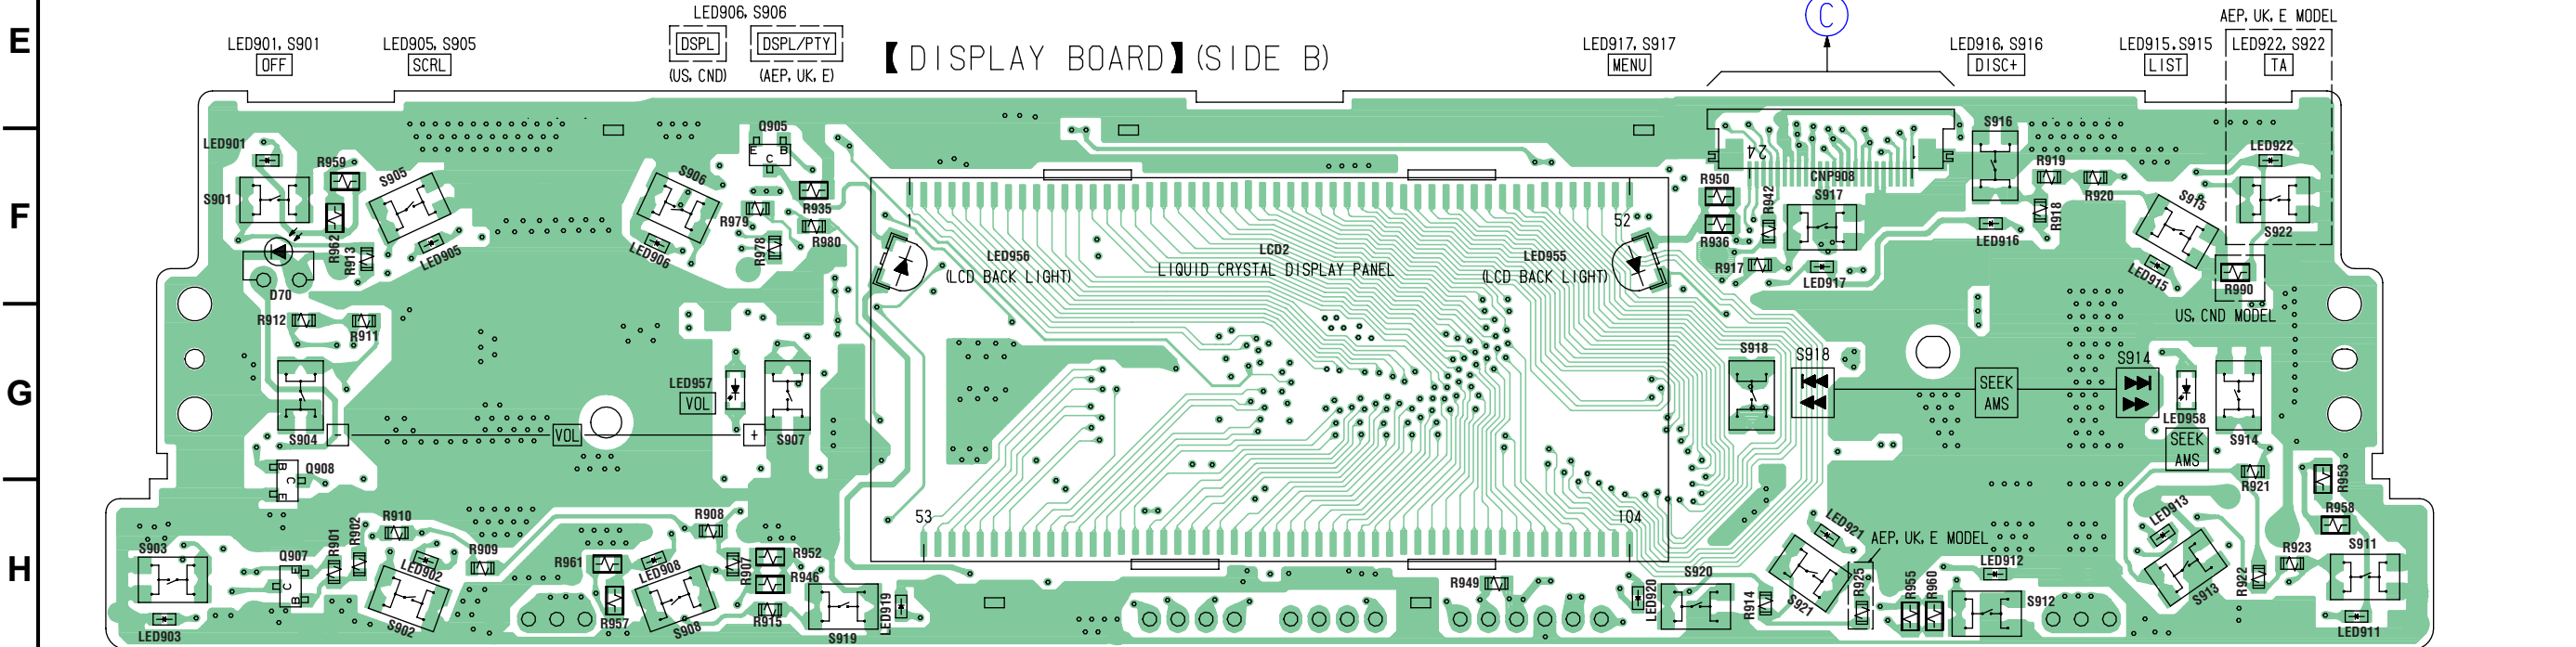 E
LED901, S901
OFF
LED905, S905
SCRL
LED906, S906
DSPL
DSPL/PTY
(US, CND)
(AEP, UK, E)
【DISPLAY BOARD】(SIDE B)
LED917, S917
MENU
C
LED916, S916
DISC+
LED915. S915
LIST
AEP, UK, E MODEL
LED922, S922
TA
F
LED901
S901
R959
S905
R962
R913
LED905
D70
S906
LED906
Q905
E
B
C
R979
R935
R978
R980
1
52
LED956
(LCD BACK LIGHT)
LCD2
LIQUID CRYSTAL DISPLAY PANEL
LED955
(LCD BACK LIGHT)
24
1
CNP908
R950
R936
R942
S917
R917
LED917
S916
R919
R920
R918
LED916
S915
LED915
LED922
S922
R990
US, CND MODEL
G
R912
R911
S904
-
VOL
+
LED957
VOL
S907
S918
S918
SEEK
AMS
S914
LED958
SEEK
AMS
S914
Q908
B
C
E
R921
R953
R958
H
53
104
S903
LED903
Q907
E
C
B
R901
R902
R910
LED902
S902
R909
R961
R957
LED908
S908
R908
R907
R952
R946
R915
S919
LED919
R949
LED920
S920
R914
LED921
S921
AEP, UK, E MODEL
R925
R955
R960
LED912
S912
LED913
S913
R922
R923
S911
LED911